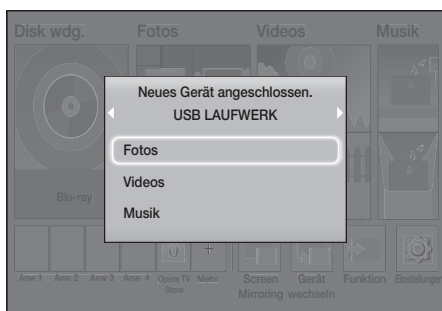 Disk wdg. Fotos Videos Musik
Neues Gerät angeschlossen.
USB LAUFWERK
Fotos
Videos
Musik
Blu-ray
Anw 1 Anw 2 Anw 3 Anw 4 Opera TV Store Mehr Screen Mirroring Gerät wechseln Funktion Einstellungen